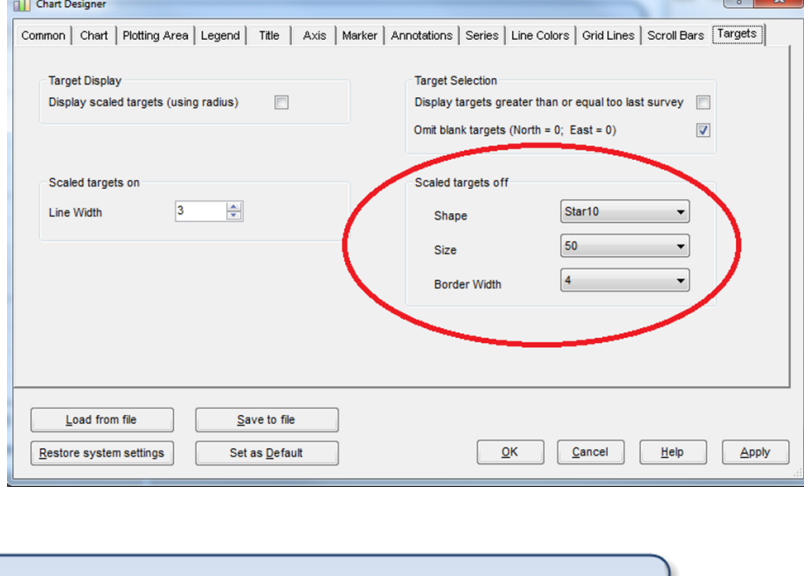 Chart Designer
Common Chart Plotting Area Legend Title Axis Marker Annotations Series Line Colors Grid Lines Scroll Bars Targets
Target Display
Display scaled targets (using radius)
Target Selection
Display targets greater than or equal too last survey
Omit blank targets (North = 0; East = 0)
Scaled targets on
Line Width 3
Scaled targets off
Shape Star10
Size 50
Border Width 4
Load from file Save to file
Restore system settings Set as Default OK Cancel Help Apply